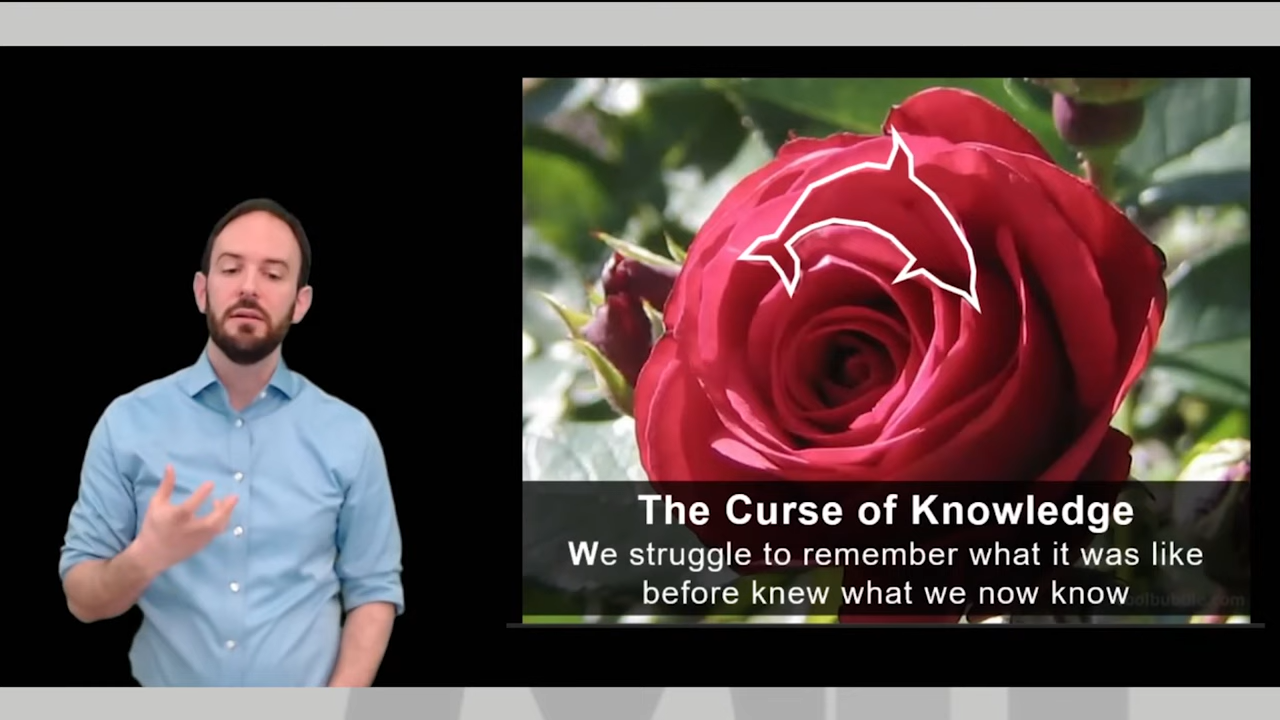 The Curse of Knowledge
We struggle to remember what it was like
before knew what we now know